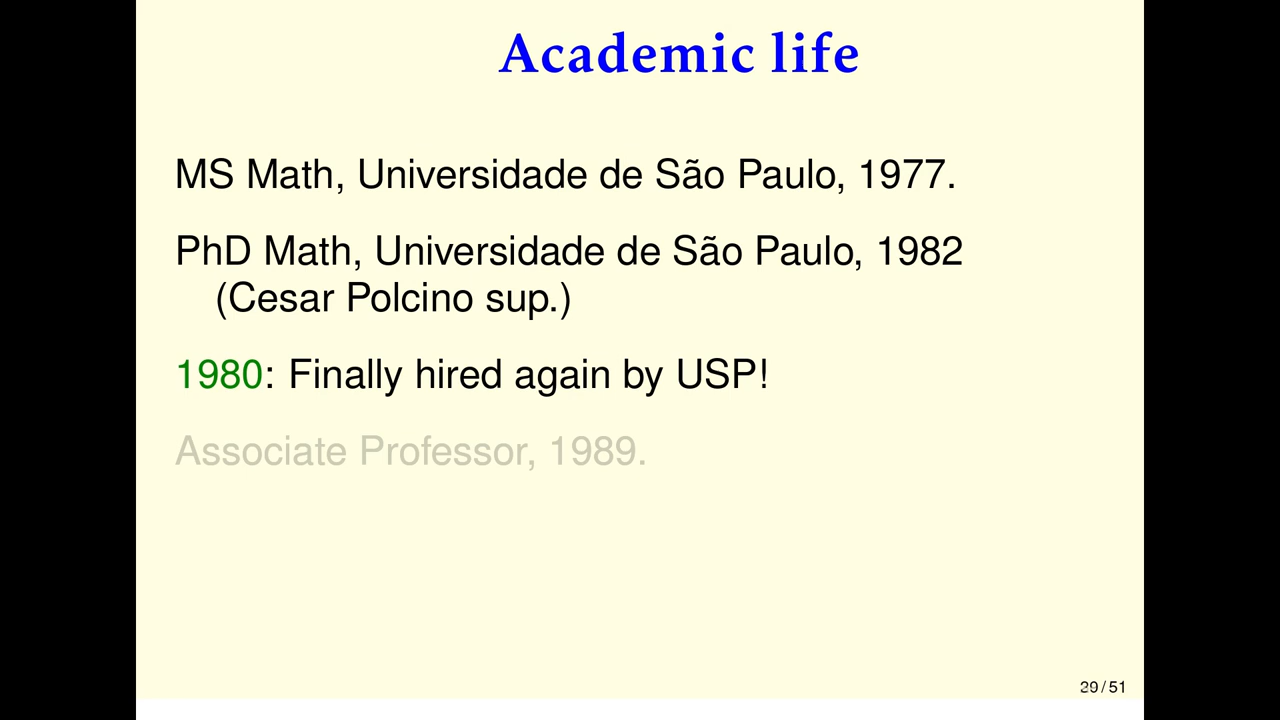 Academic life
MS Math, Universidade de São Paulo, 1977.
PhD Math, Universidade de São Paulo, 1982
(Cesar Polcino sup.)
1980: Finally hired again by USP!
Associate Professor, 1989.
29 / 51